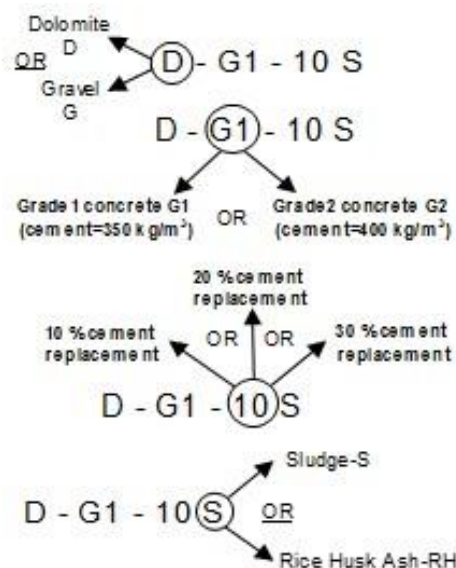 Dolomite
D
OR
D - G1 - 10 S
Gravel
G
D - G1 - 10 S
Grade1 concrete G1
(cement=350 kg/m³)
OR
Grade2 concrete G2
(cement=400 kg/m³)
20 %cement
replacement
10 %cement
replacement
OR
OR
30 %cement
replacement
D - G1 - 10 S
Sludge-S
D - G1 - 10 S
OR
Rice Husk Ash-RH